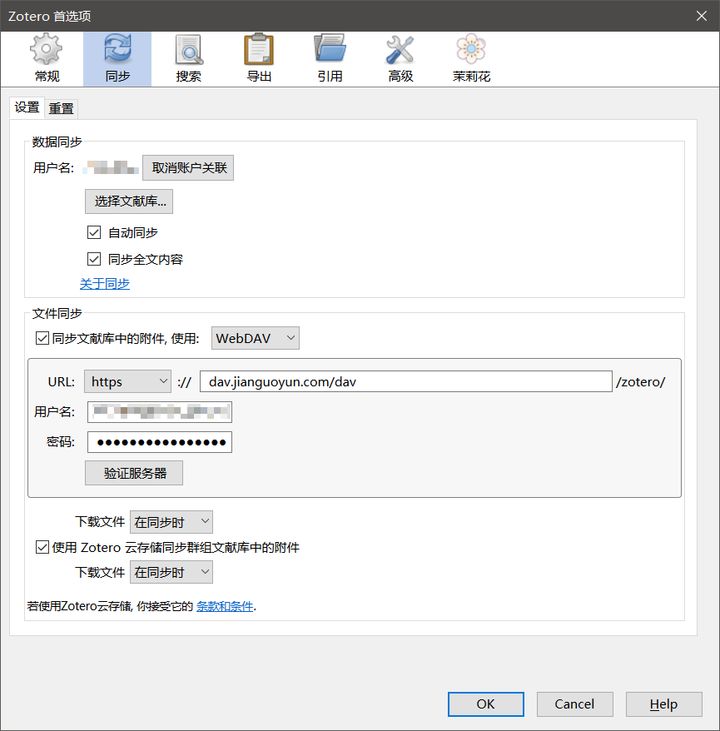 Zotero 首选项
常规 同步 搜索 导出 引用 高级 茉莉花
设置 重置
数据同步
用户名: 取消账户关联
选择文献库...
自动同步
同步全文内容
关于同步
文件同步
同步文献库中的附件, 使用: WebDAV
URL: https :// dav.jianguoyun.com/dav /zotero/
用户名:
密码: ●●●●●●●●●●●●●●●●
验证服务器
下载文件 在同步时
使用 Zotero 云存储同步群组文献库中的附件
下载文件 在同步时
若使用Zotero云存储, 你接受它的 条款和条件.
OK Cancel Help